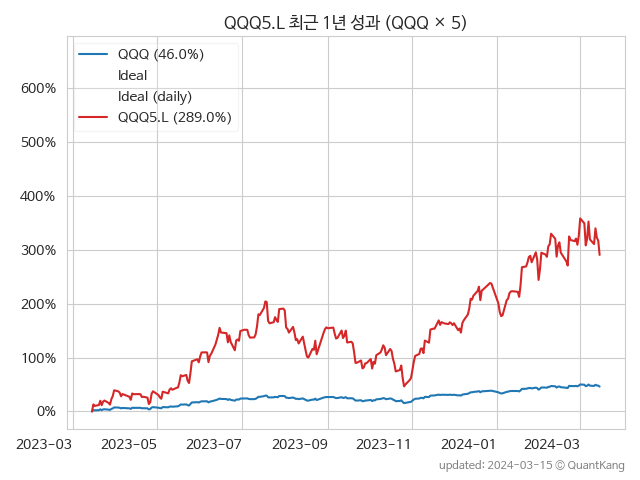 QQQ5.L 최근 1년 성과 (QQQ × 5)
QQQ (46.0%)
Ideal
Ideal (daily)
QQQ5.L (289.0%)
600%
500%
400%
300%
200%
100%
0%
2023-03 2023-05 2023-07 2023-09 2023-11 2024-01 2024-03
updated: 2024-03-15 © QuantKang